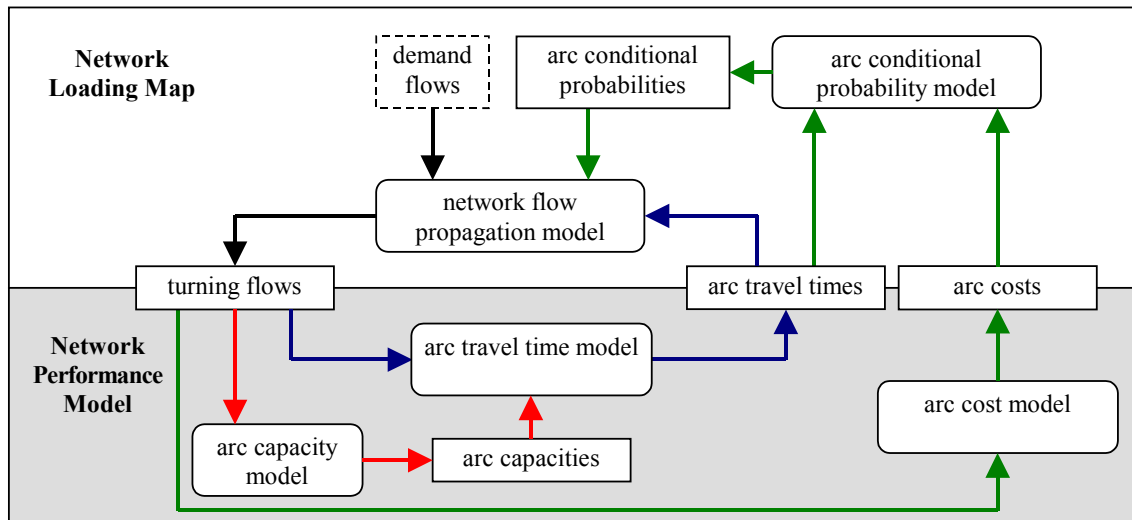 Network
Loading Map
demand
flows
arc conditional
probabilities
arc conditional
probability model
network flow
propagation model
turning flows
arc travel times
arc costs
Network
Performance
Model
arc travel time model
arc cost model
arc capacity
model
arc capacities